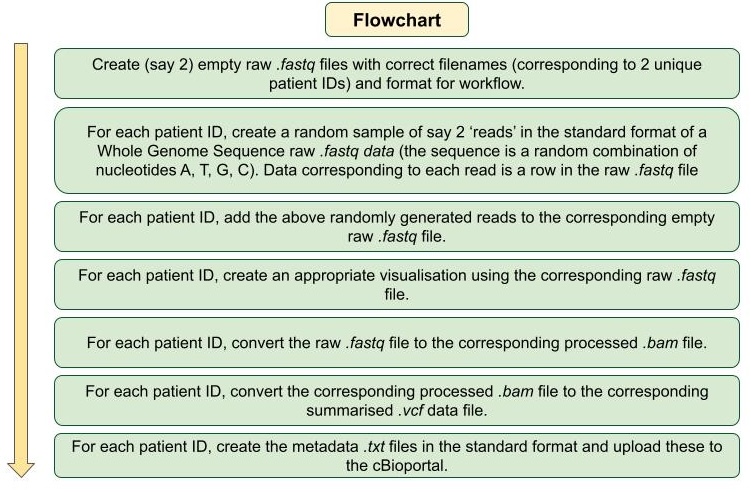 Flowchart
Create (say 2) empty raw .fastq files with correct filenames (corresponding to 2 unique
patient IDs) and format for workflow.
For each patient ID, create a random sample of say 2 ‘reads’ in the standard format of a
Whole Genome Sequence raw .fastq data (the sequence is a random combination of
nucleotides A, T, G, C). Data corresponding to each read is a row in the raw .fastq file
For each patient ID, add the above randomly generated reads to the corresponding empty
raw .fastq file.
For each patient ID, create an appropriate visualisation using the corresponding raw .fastq
file.
For each patient ID, convert the raw .fastq file to the corresponding processed .bam file.
For each patient ID, convert the corresponding processed .bam file to the corresponding
summarised .vcf data file.
For each patient ID, create the metadata .txt files in the standard format and upload these to
the cBioportal.